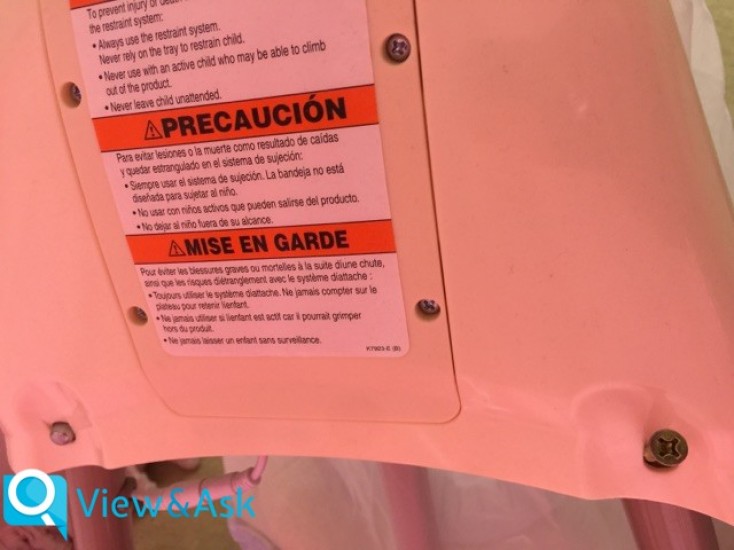 To prevent injury or death
the restraint system:
• Always use the restraint system.
Never rely on the tray to restrain child.
• Never use with an active child who may be able to climb
out of the product.
• Never leave child unattended.
⚠PRECAUCIÓN
Para evitar lesiones o la muerte como resultado de caídas
y quedar estrangulado en el sistema de sujeción:
• Siempre usar el sistema de sujeción. La bandeja no está
diseñada para sujetar al niño.
• No usar con niños activos que pueden salirse del producto.
• No dejar al niño fuera de su alcance.
⚠MISE EN GARDE
Pour éviter les blessures graves ou mortelles à la suite díune chute,
ainsi que les risques díétranglement avec le système díattache :
• Toujours utiliser le système díattache. Ne jamais compter sur le
plateau pour retenir líenfant.
• Ne jamais utiliser si líenfant est actif car il pourrait grimper
hors du produit.
• Ne jamais laisser un enfant sans surveillance.
View&Ask